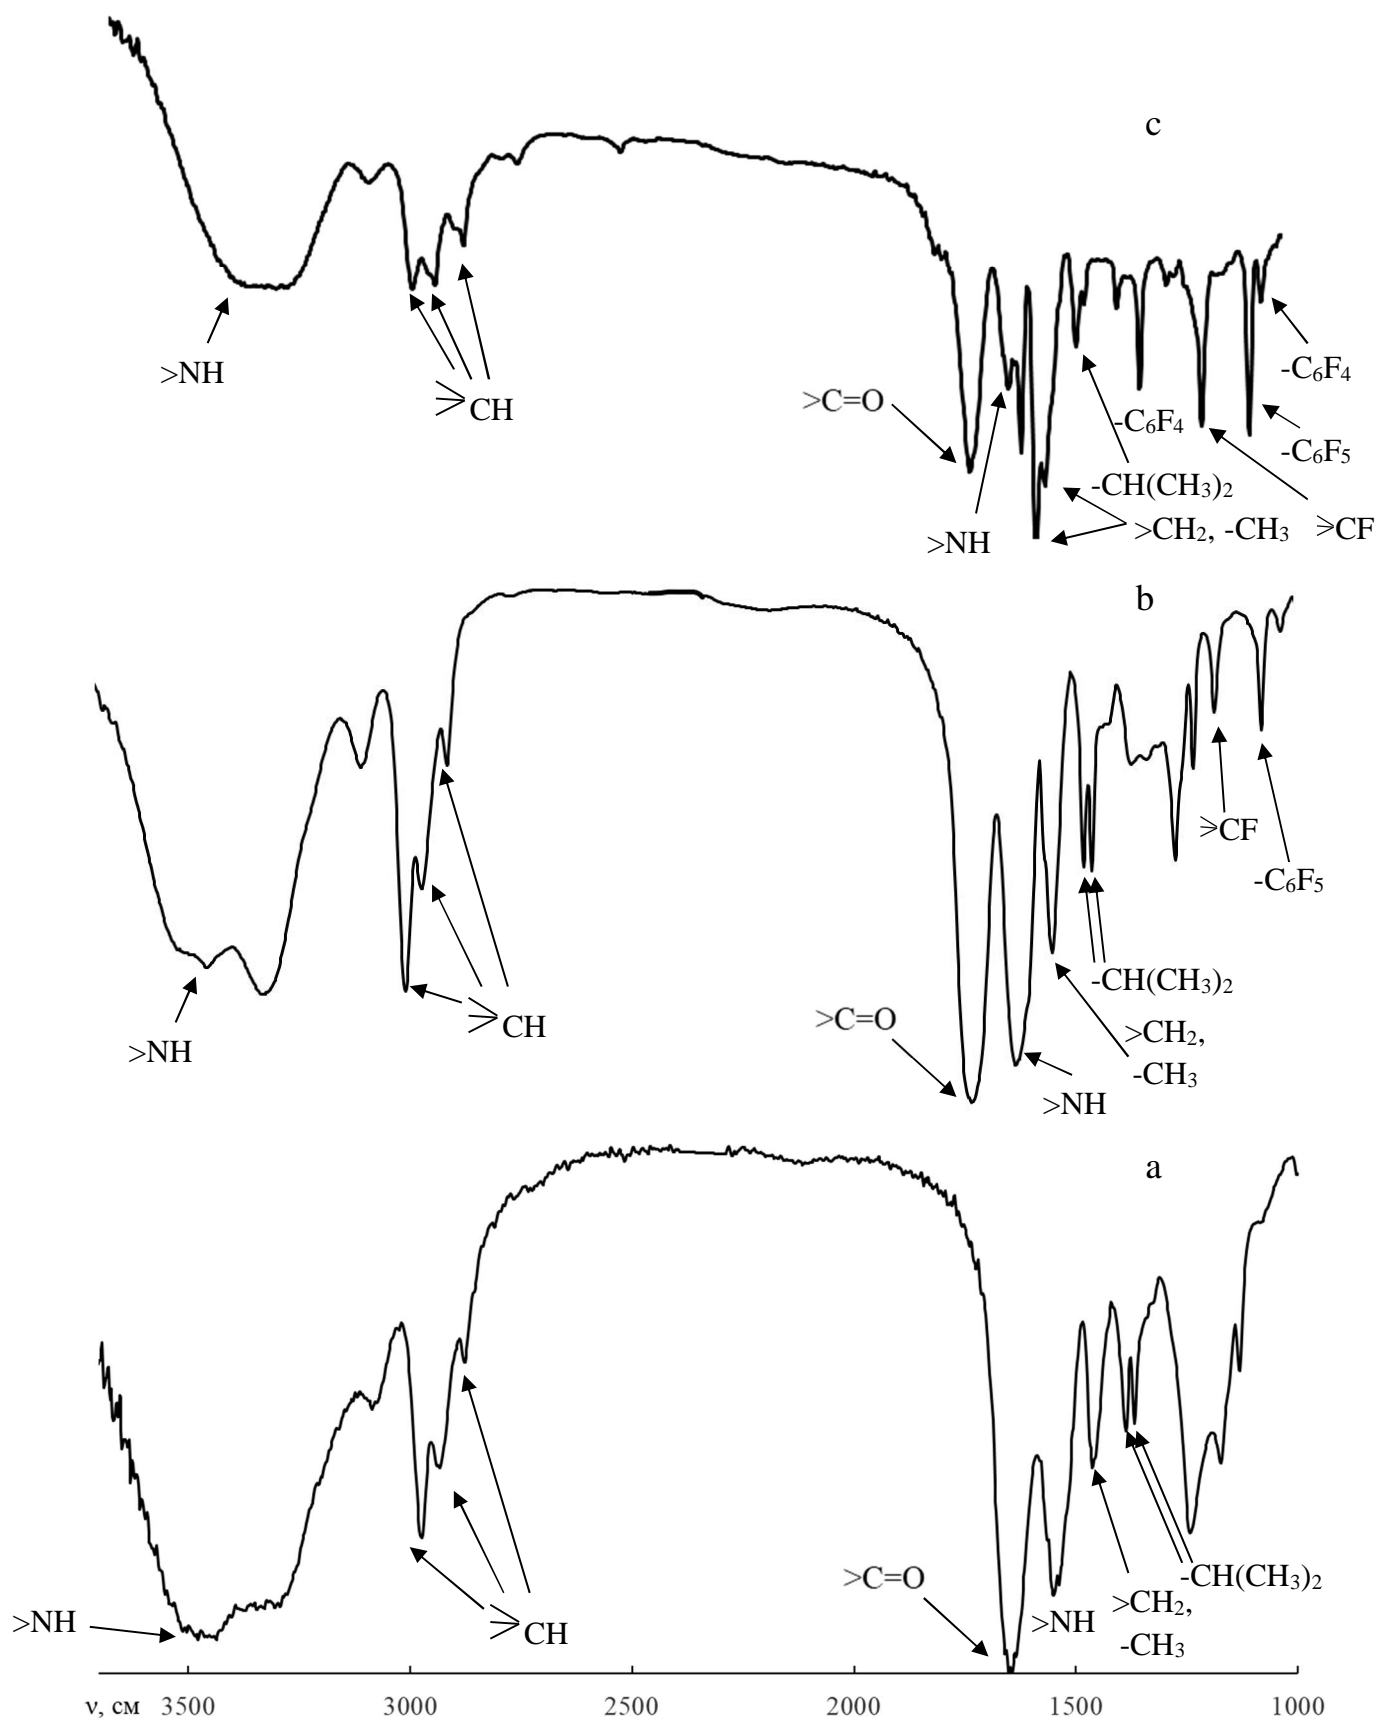 c
>NH
CH
>C=O
>NH
-C₆F₄
-C₆F₄
-C₆F₅
-CH(CH₃)₂
>CH₂, -CH₃
⩾CF
b
>NH
CH
>C=O
>NH
-CH(CH₃)₂
>CH₂,
-CH₃
⩾CF
-C₆F₅
a
>NH
CH
>C=O
>NH
>CH₂,
-CH₃
-CH(CH₃)₂
ν, см 3500 3000 2500 2000 1500 1000